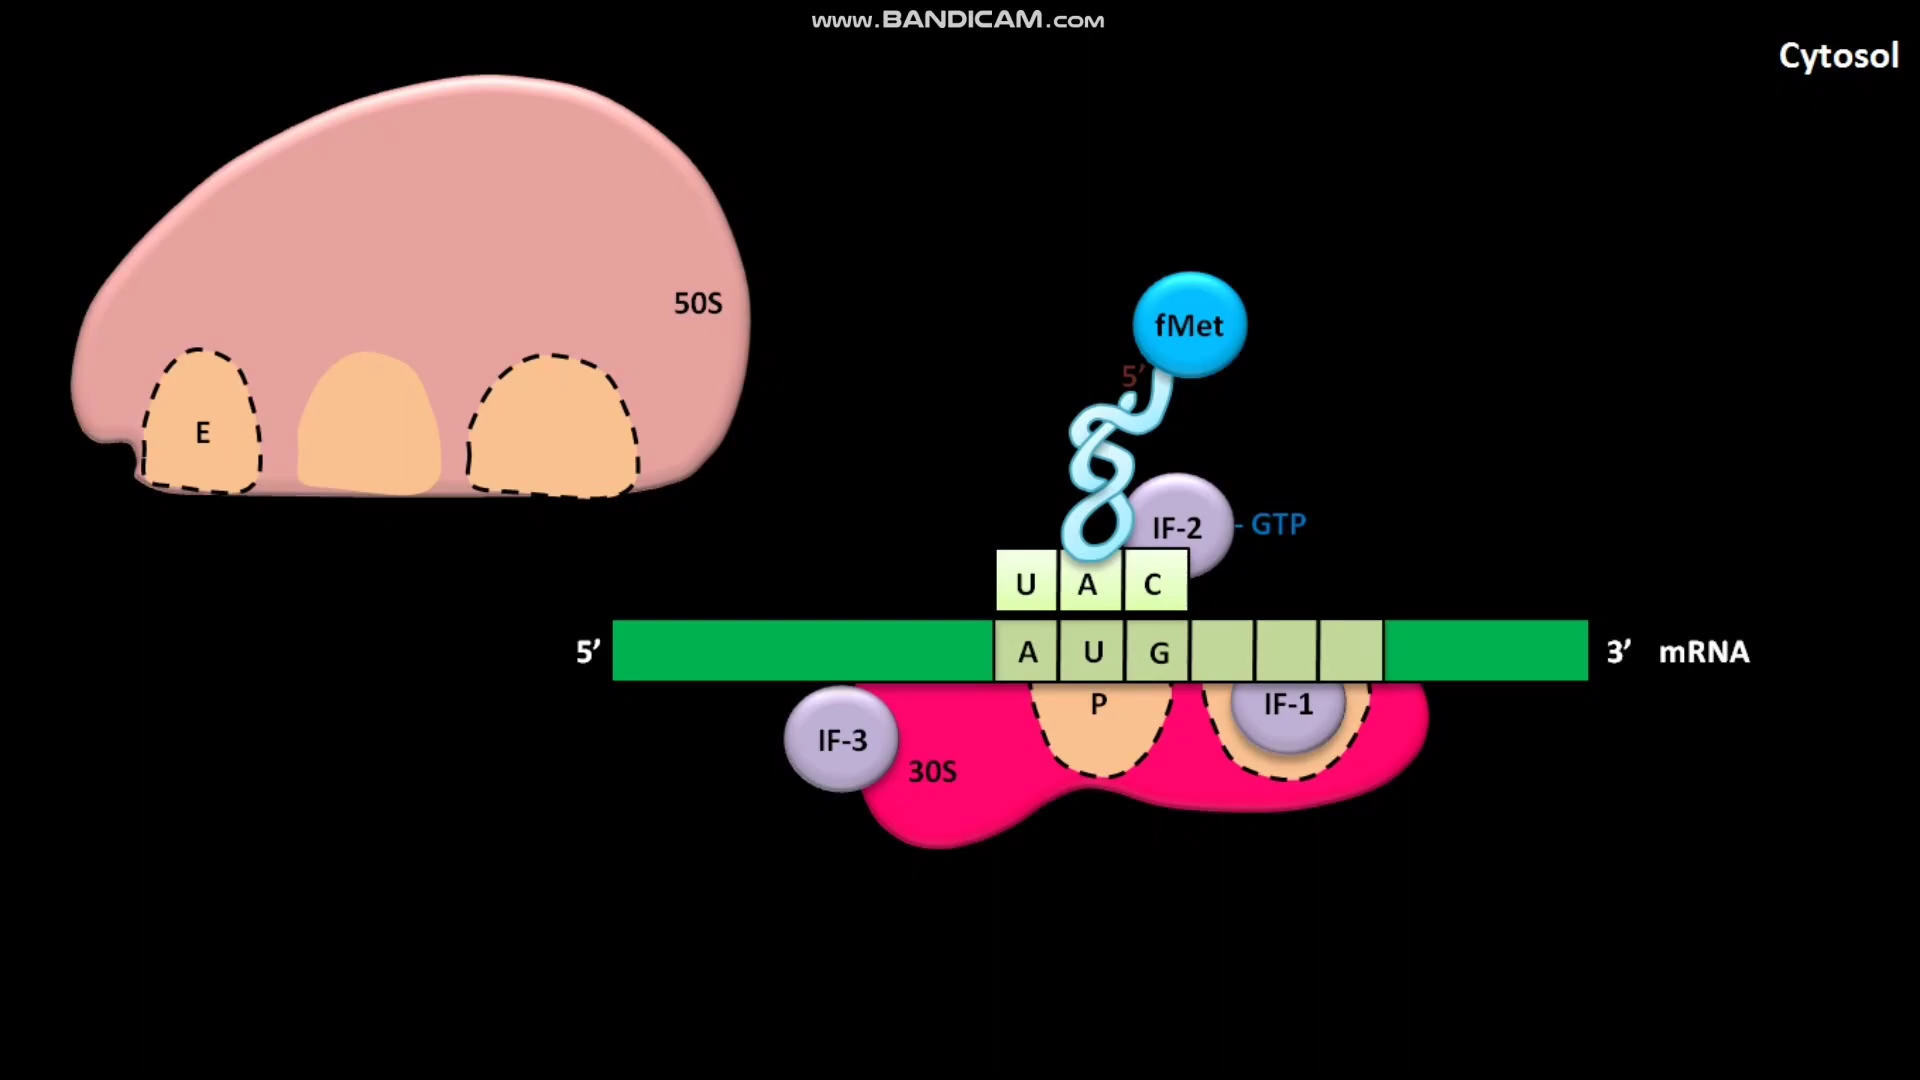 www.BANDICAM.com
Cytosol
50S
E
fMet
5’
IF-2 - GTP
U A C
5’ A U G 3’ mRNA
P
IF-1
IF-3
30S